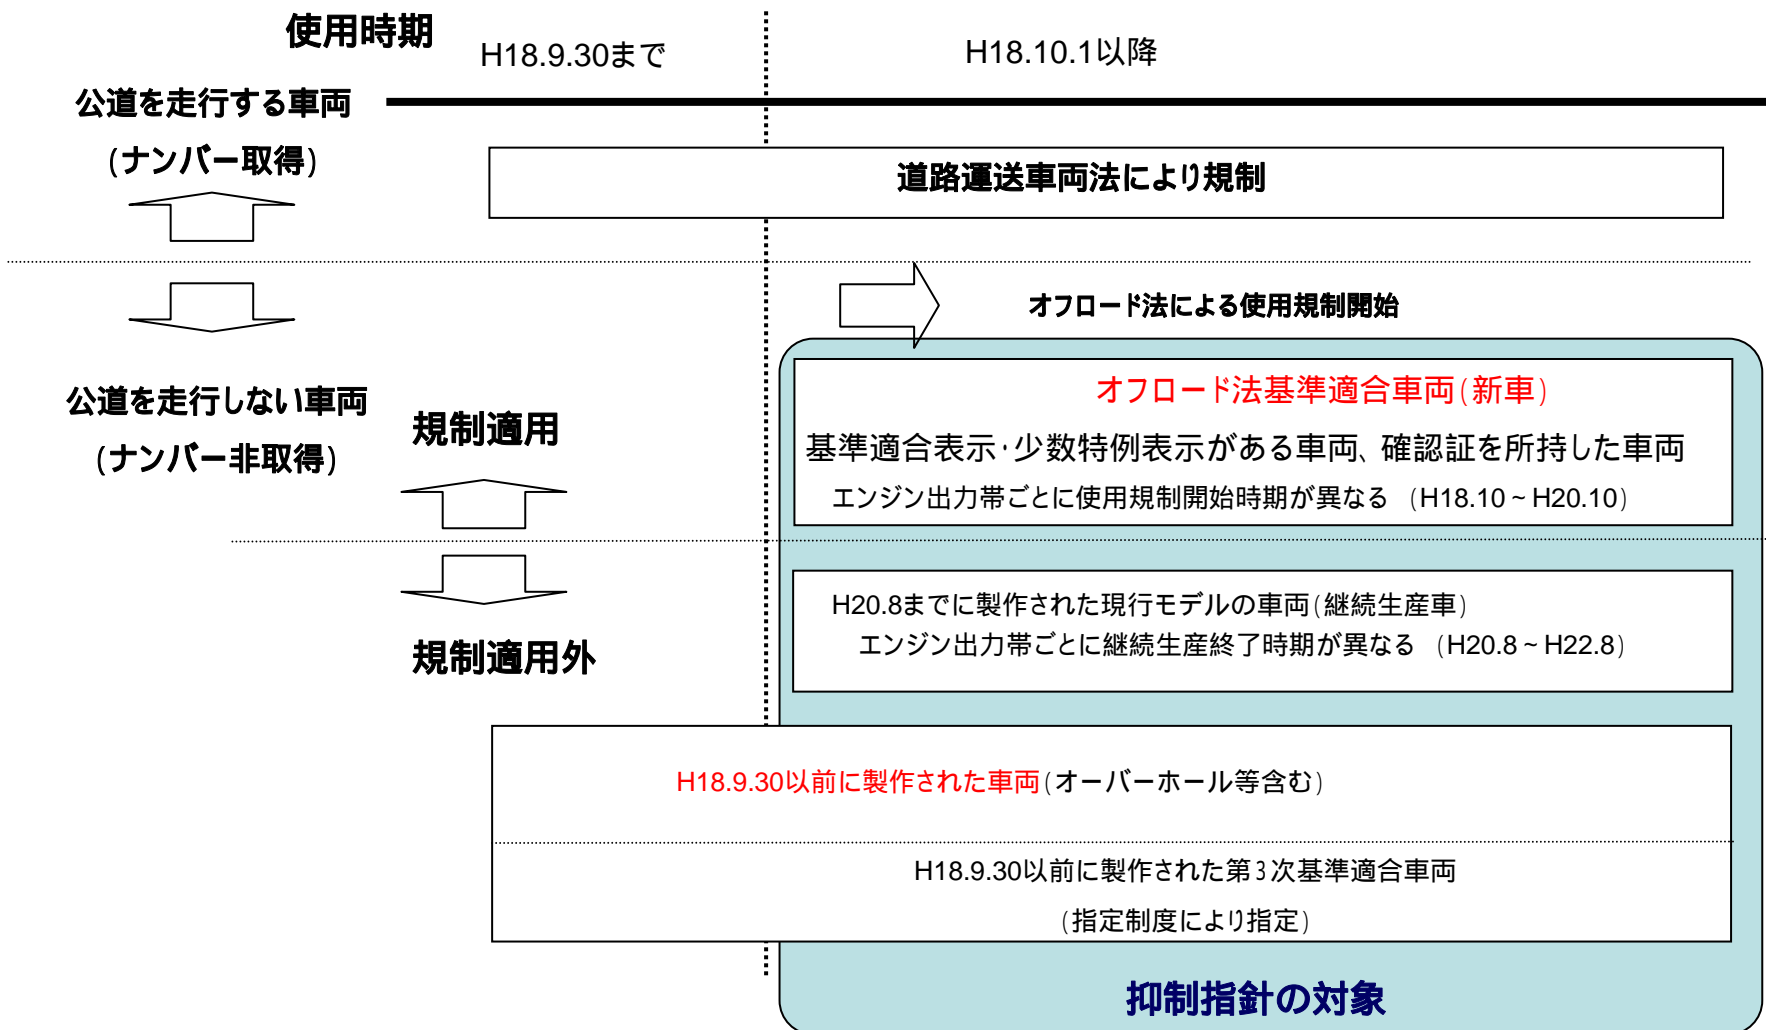 使用時期
H18.9.30まで
H18.10.1以降
公道を走行する車両
(ナンバー取得)
道路運送車両法により規制
オフロード法による使用規制開始
公道を走行しない車両
(ナンバー非取得)
規制適用
オフロード法基準適合車両(新車)
基準適合表示･少数特例表示がある車両、確認証を所持した車両
エンジン出力帯ごとに使用規制開始時期が異なる (H18.10～H20.10)
規制適用外
H20.8までに製作された現行モデルの車両(継続生産車)
エンジン出力帯ごとに継続生産終了時期が異なる (H20.8～H22.8)
H18.9.30以前に製作された車両(オーバーホール等含む)
H18.9.30以前に製作された第3次基準適合車両
(指定制度により指定)
抑制指針の対象